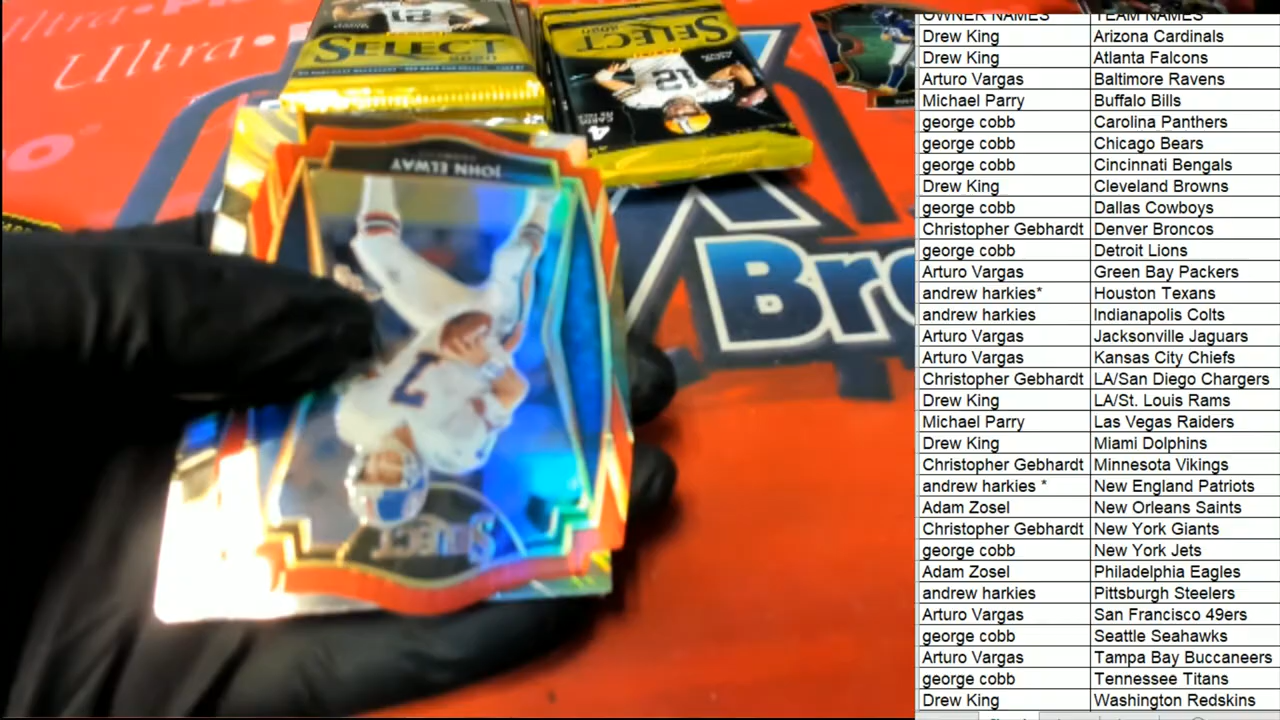 Ultra•P
Ultra•P
SELECT
2020
SELECT
2020
12
4
CARDS
JOHN ELWAY
7
SELECT
Bro
OWNER NAMES TEAM NAMES
Drew King Arizona Cardinals
Drew King Atlanta Falcons
Arturo Vargas Baltimore Ravens
Michael Parry Buffalo Bills
george cobb Carolina Panthers
george cobb Chicago Bears
george cobb Cincinnati Bengals
Drew King Cleveland Browns
george cobb Dallas Cowboys
Christopher Gebhardt Denver Broncos
george cobb Detroit Lions
Arturo Vargas Green Bay Packers
andrew harkies* Houston Texans
andrew harkies Indianapolis Colts
Arturo Vargas Jacksonville Jaguars
Arturo Vargas Kansas City Chiefs
Christopher Gebhardt LA/San Diego Chargers
Drew King LA/St. Louis Rams
Michael Parry Las Vegas Raiders
Drew King Miami Dolphins
Christopher Gebhardt Minnesota Vikings
andrew harkies * New England Patriots
Adam Zosel New Orleans Saints
Christopher Gebhardt New York Giants
george cobb New York Jets
Adam Zosel Philadelphia Eagles
andrew harkies Pittsburgh Steelers
Arturo Vargas San Francisco 49ers
george cobb Seattle Seahawks
Arturo Vargas Tampa Bay Buccaneers
george cobb Tennessee Titans
Drew King Washington Redskins